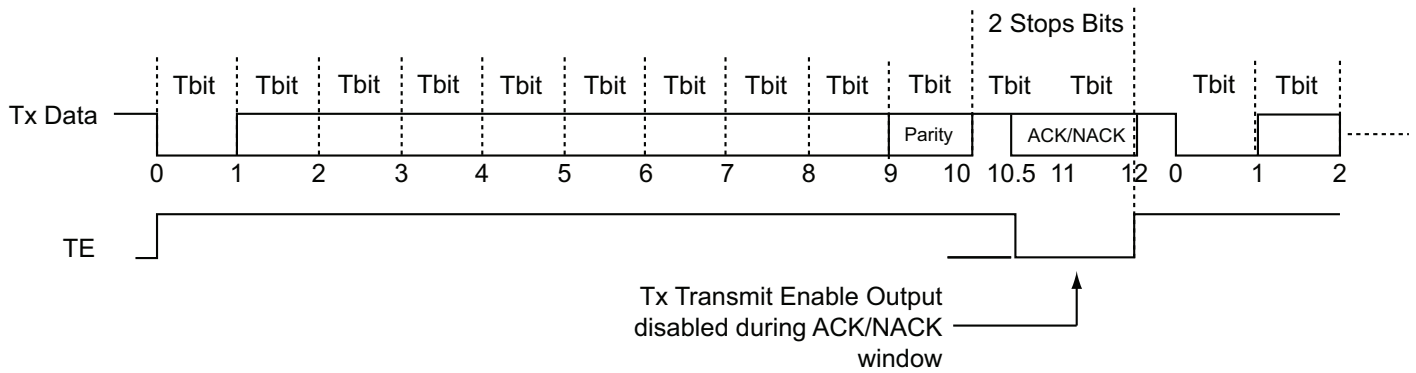 2 Stops Bits
Tbit Tbit Tbit Tbit Tbit Tbit Tbit Tbit Tbit Tbit Tbit Tbit Tbit Tbit
Tx Data
Parity ACK/NACK
0 1 2 3 4 5 6 7 8 9 10 10.5 11 12 0 1 2
TE
Tx Transmit Enable Output
disabled during ACK/NACK
window